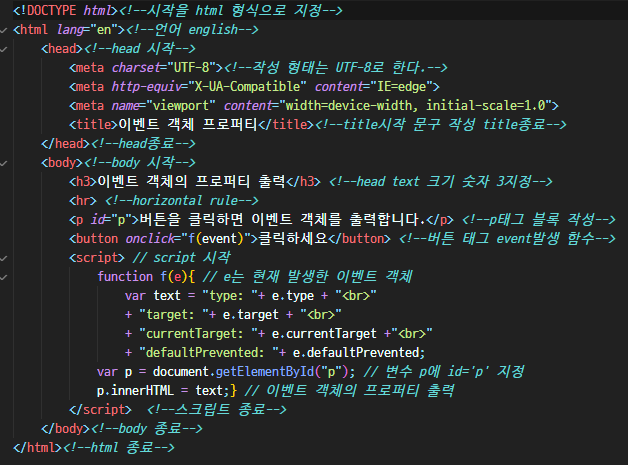 <!DOCTYPE html><!--시작을 html 형식으로 지정-->
<html lang="en"><!--언어 english-->
<head><!--head 시작-->
<meta charset="UTF-8"><!--작성 형태는 UTF-8로 한다.-->
<meta http-equiv="X-UA-Compatible" content="IE=edge">
<meta name="viewport" content="width=device-width, initial-scale=1.0">
<title>이벤트 객체 프로퍼티</title><!--title시작 문구 작성 title종료-->
</head><!--head종료-->
<body><!--body 시작-->
<h3>이벤트 객체의 프로퍼티 출력</h3> <!--head text 크기 숫자 3지정-->
<hr> <!--horizontal rule-->
<p id="p">버튼을 클릭하면 이벤트 객체를 출력합니다.</p> <!--p태그 블록 작성-->
<button onclick="f(event)">클릭하세요</button> <!--버튼 태그 event발생 함수-->
<script> // script 시작
function f(e){ // e는 현재 발생한 이벤트 객체
var text = "type: "+ e.type + "<br>"
+ "target: "+ e.target + "<br>"
+ "currentTarget: "+ e.currentTarget +"<br>"
+ "defaultPrevented: "+ e.defaultPrevented;
var p = document.getElementById("p"); // 변수 p에 id='p' 지정
p.innerHTML = text;} // 이벤트 객체의 프로퍼티 출력
</script>  <!--스크립트 종료-->
</body><!--body 종료-->
</html><!--html 종료-->